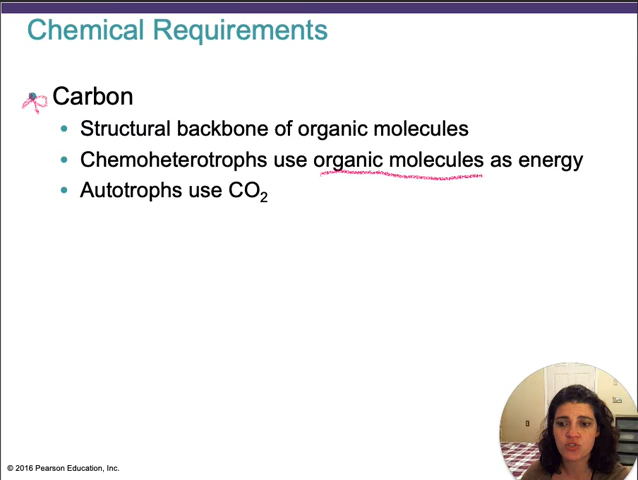 Chemical Requirements
Carbon
Structural backbone of organic molecules
Chemoheterotrophs use organic molecules as energy
Autotrophs use CO₂
© 2016 Pearson Education, Inc.